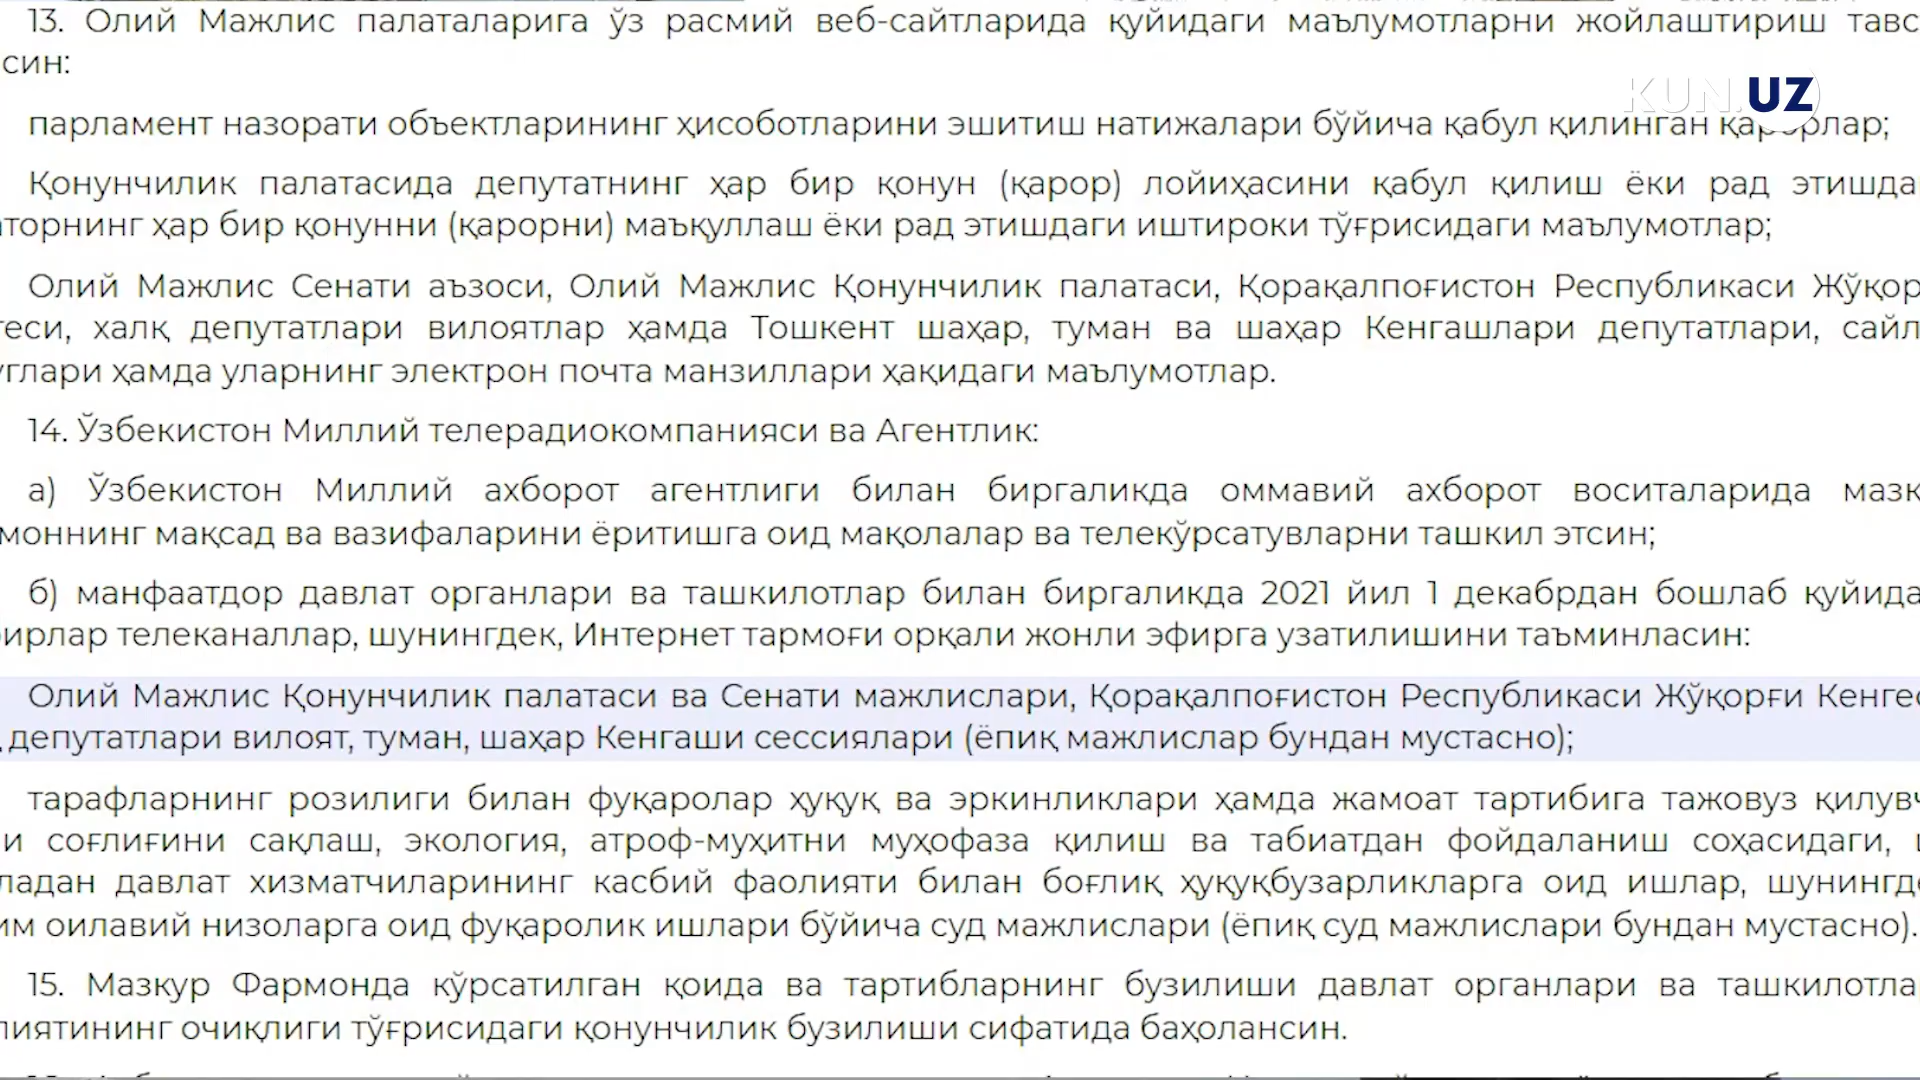 13. Олий Мажлис палаталарига ўз расмий веб-сайтларида қуйидаги маълумотларни жойлаштириш тавс
син:
KUN.UZ
парламент назорати объектларининг ҳисоботларини эшитиш натижалари бўйича қабул қилинган қарорлар;
Қонунчилик палатасида депутатнинг ҳар бир қонун (қарор) лойиҳасини қабул қилиш ёки рад этишда
торнинг ҳар бир қонунни (қарорни) маъқуллаш ёки рад этишдаги иштироки тўғрисидаги маълумотлар;
Олий Мажлис Сенати аъзоси, Олий Мажлис Қонунчилик палатаси, Қорақалпоғистон Республикаси Жўқор
еси, халқ депутатлари вилоятлар ҳамда Тошкент шаҳар, туман ва шаҳар Кенгашлари депутатлари, сайл
углари ҳамда уларнинг электрон почта манзиллари ҳақидаги маълумотлар.
14. Ўзбекистон Миллий телерадиокомпанияси ва Агентлик:
а) Ўзбекистон Миллий ахборот агентлиги билан биргаликда оммавий ахборот воситаларида мазк
моннинг мақсад ва вазифаларини ёритишга оид мақолалар ва телекўрсатувларни ташкил этсин;
б) манфаатдор давлат органлари ва ташкилотлар билан биргаликда 2021 йил 1 декабрдан бошлаб қуйида
ирлар телеканаллар, шунингдек, Интернет тармоғи орқали жонли эфирга узатилишини таъминласин:
Олий Мажлис Қонунчилик палатаси ва Сенати мажлислари, Қорақалпоғистон Республикаси Жўқорғи Кенгес
депутатлари вилоят, туман, шаҳар Кенгаши сессиялари (ёпиқ мажлислар бундан мустасно);
тарафларнинг розилиги билан фуқаролар ҳуқуқ ва эркинликлари ҳамда жамоат тартибига тажовуз қилувч
и соғлиғини сақлаш, экология, атроф-муҳитни муҳофаза қилиш ва табиатдан фойдаланиш соҳасидаги,
ладан давлат хизматчиларининг касбий фаолияти билан боғлиқ ҳуқуқбузарликларга оид ишлар, шунингде
им оилавий низоларга оид фуқаролик ишлари бўйича суд мажлислари (ёпиқ суд мажлислари бундан мустасно).
15. Мазкур Фармонда кўрсатилган қоида ва тартибларнинг бузилиши давлат органлари ва ташкилотла
лиятининг очиқлиги тўғрисидаги қонунчилик бузилиши сифатида баҳолансин.